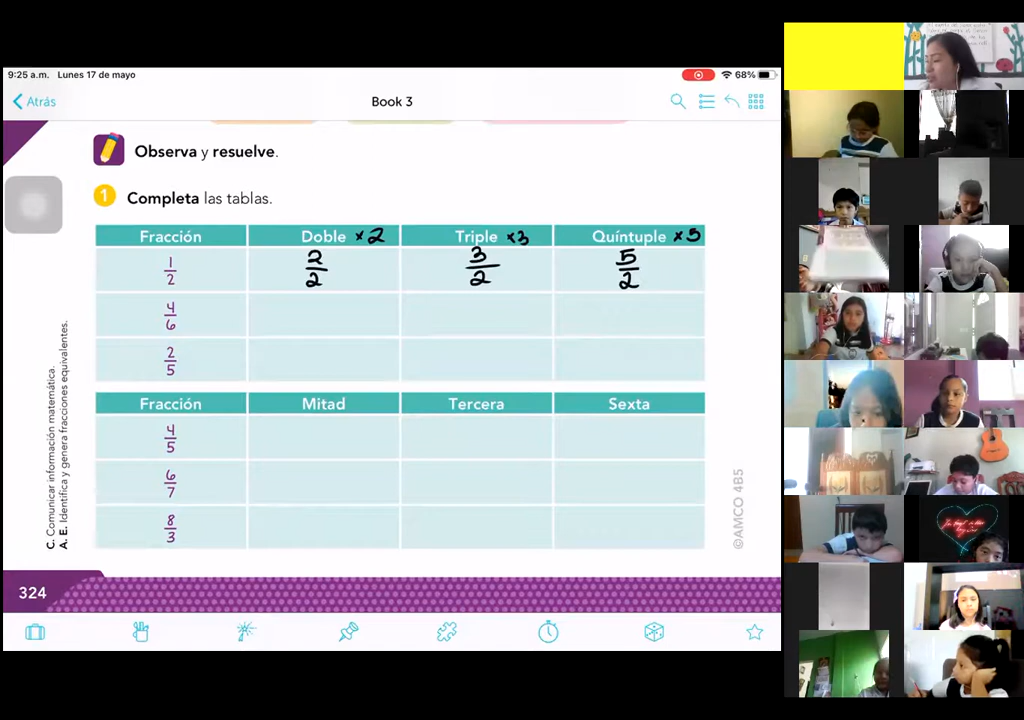 9:25 a.m. Lunes 17 de mayo
68%
Atrás
Book 3
Observa y resuelve.
1 Completa las tablas.
Fracción Doble ×2 Triple ×3 Quíntuple ×5
1/2 2/2 3/2 5/2
4/6
2/5
Fracción Mitad Tercera Sexta
4/5
6/7
8/3
C. Comunicar información matemática.
A. E. Identifica y genera fracciones equivalentes.
©AMCO 4B5
324